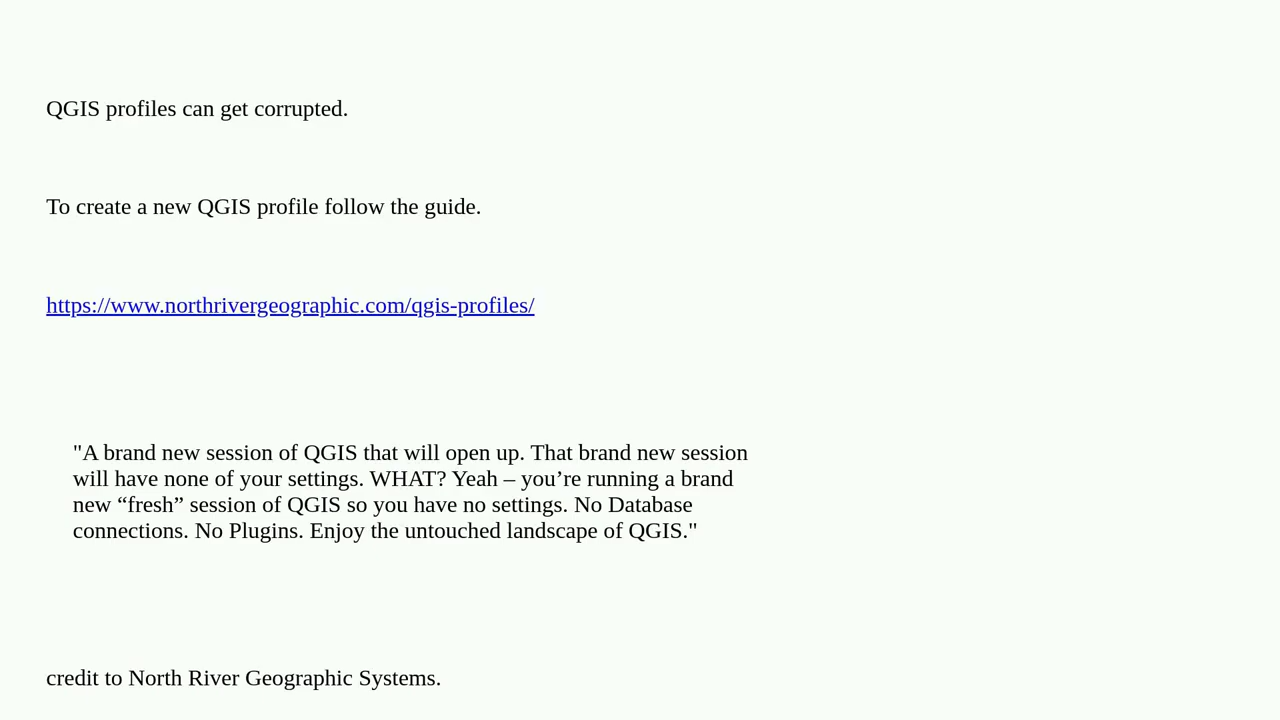 QGIS profiles can get corrupted.
To create a new QGIS profile follow the guide.
https://www.northrivergeographic.com/qgis-profiles/
"A brand new session of QGIS that will open up. That brand new session
will have none of your settings. WHAT? Yeah – you’re running a brand
new “fresh” session of QGIS so you have no settings. No Database
connections. No Plugins. Enjoy the untouched landscape of QGIS."
credit to North River Geographic Systems.